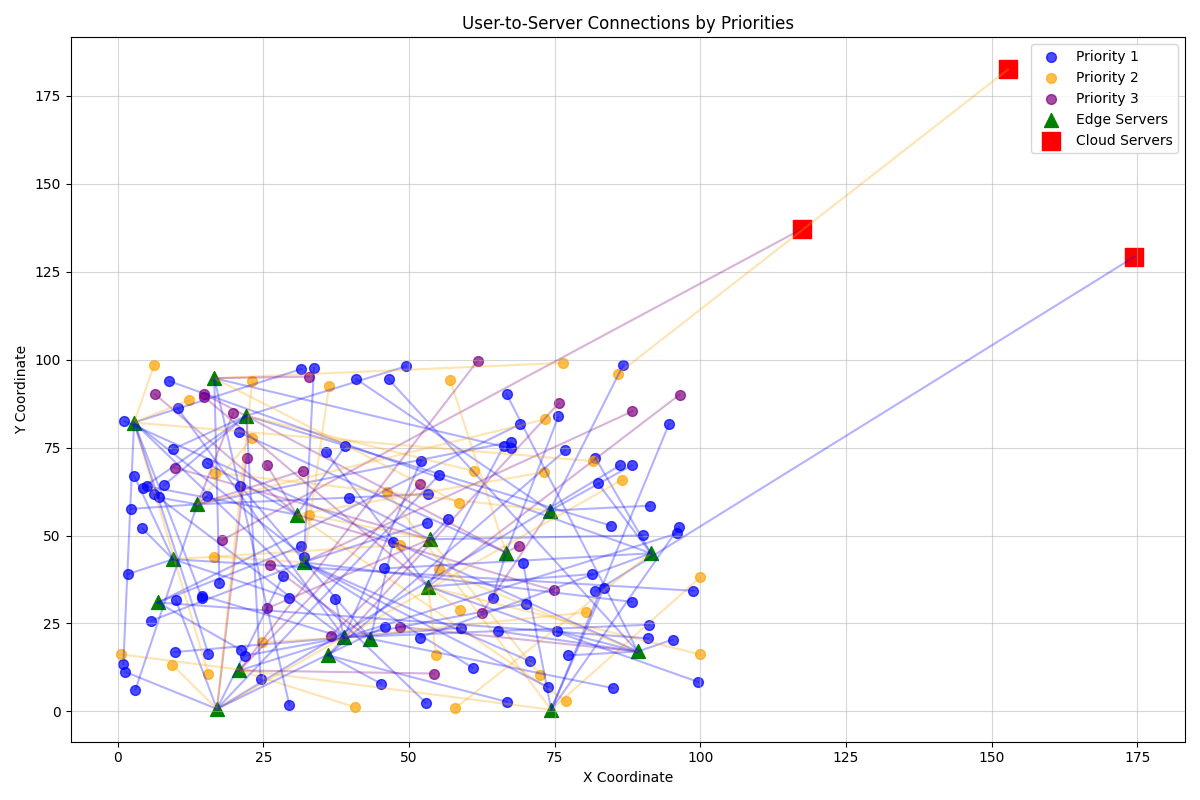 User-to-Server Connections by Priorities
Priority 1
Priority 2
Priority 3
Edge Servers
Cloud Servers
Y Coordinate
175
150
125
100
75
50
25
0
0 25 50 75 100 125 150 175
X Coordinate